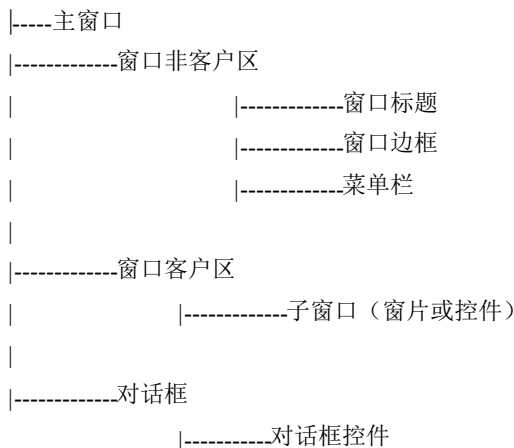 |-----主窗口
|-------------窗口非客户区
| |-------------窗口标题
| |-------------窗口边框
| |-------------菜单栏
|
|-------------窗口客户区
| |-------------子窗口（窗片或控件）
|
|-------------对话框
|-----------对话框控件